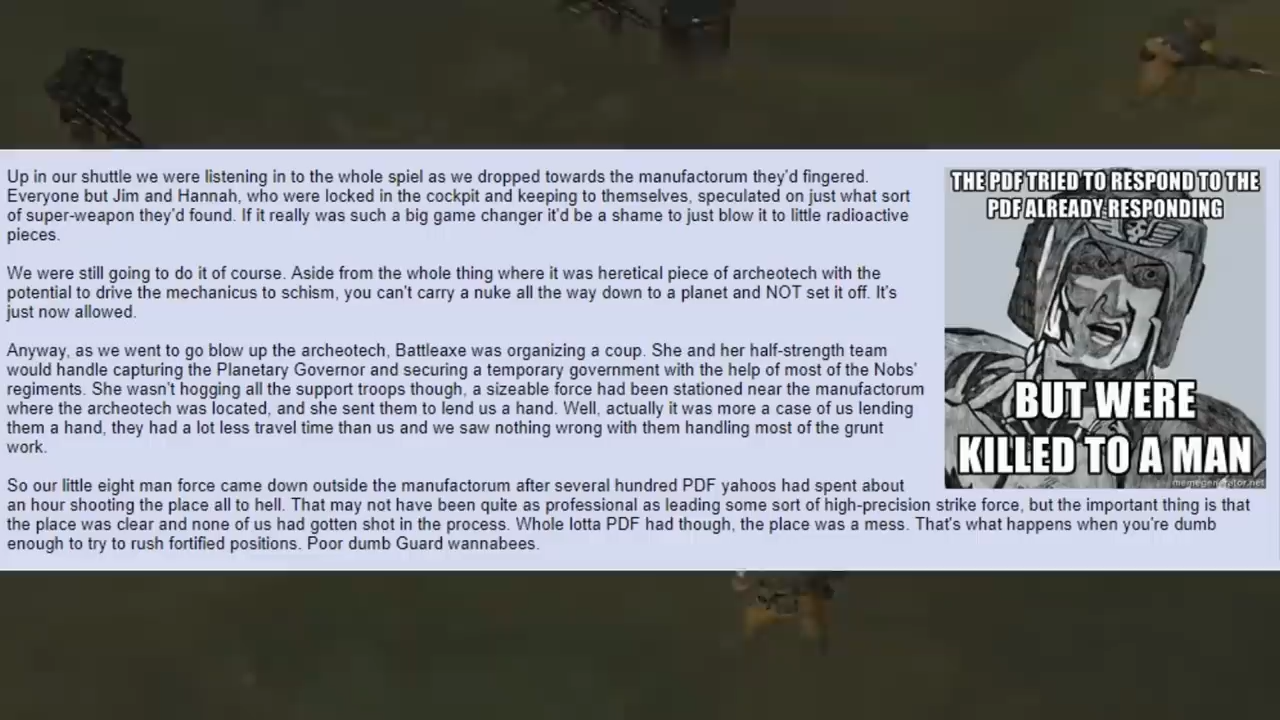 Up in our shuttle we were listening in to the whole spiel as we dropped towards the manufactorum they'd fingered.
Everyone but Jim and Hannah, who were locked in the cockpit and keeping to themselves, speculated on just what sort
of super-weapon they'd found. If it really was such a big game changer it'd be a shame to just blow it to little radioactive
pieces.
We were still going to do it of course. Aside from the whole thing where it was heretical piece of archeotech with the
potential to drive the mechanicus to schism, you can't carry a nuke all the way down to a planet and NOT set it off. It's
just now allowed.
Anyway, as we went to go blow up the archeotech, Battleaxe was organizing a coup. She and her half-strength team
would handle capturing the Planetary Governor and securing a temporary government with the help of most of the Nobs'
regiments. She wasn't hogging all the support troops though, a sizeable force had been stationed near the manufactorum
where the archeotech was located, and she sent them to lend us a hand. Well, actually it was more a case of us lending
them a hand, they had a lot less travel time than us and we saw nothing wrong with them handling most of the grunt
work.
So our little eight man force came down outside the manufactorum after several hundred PDF yahoos had spent about
an hour shooting the place all to hell. That may not have been quite as professional as leading some sort of high-precision strike force, but the important thing is that
the place was clear and none of us had gotten shot in the process. Whole lotta PDF had though, the place was a mess. That's what happens when you're dumb
enough to try to rush fortified positions. Poor dumb Guard wannabees.
THE PDF TRIED TO RESPOND TO THE
PDF ALREADY RESPONDING
BUT WERE
KILLED TO A MAN
memegenerator.net